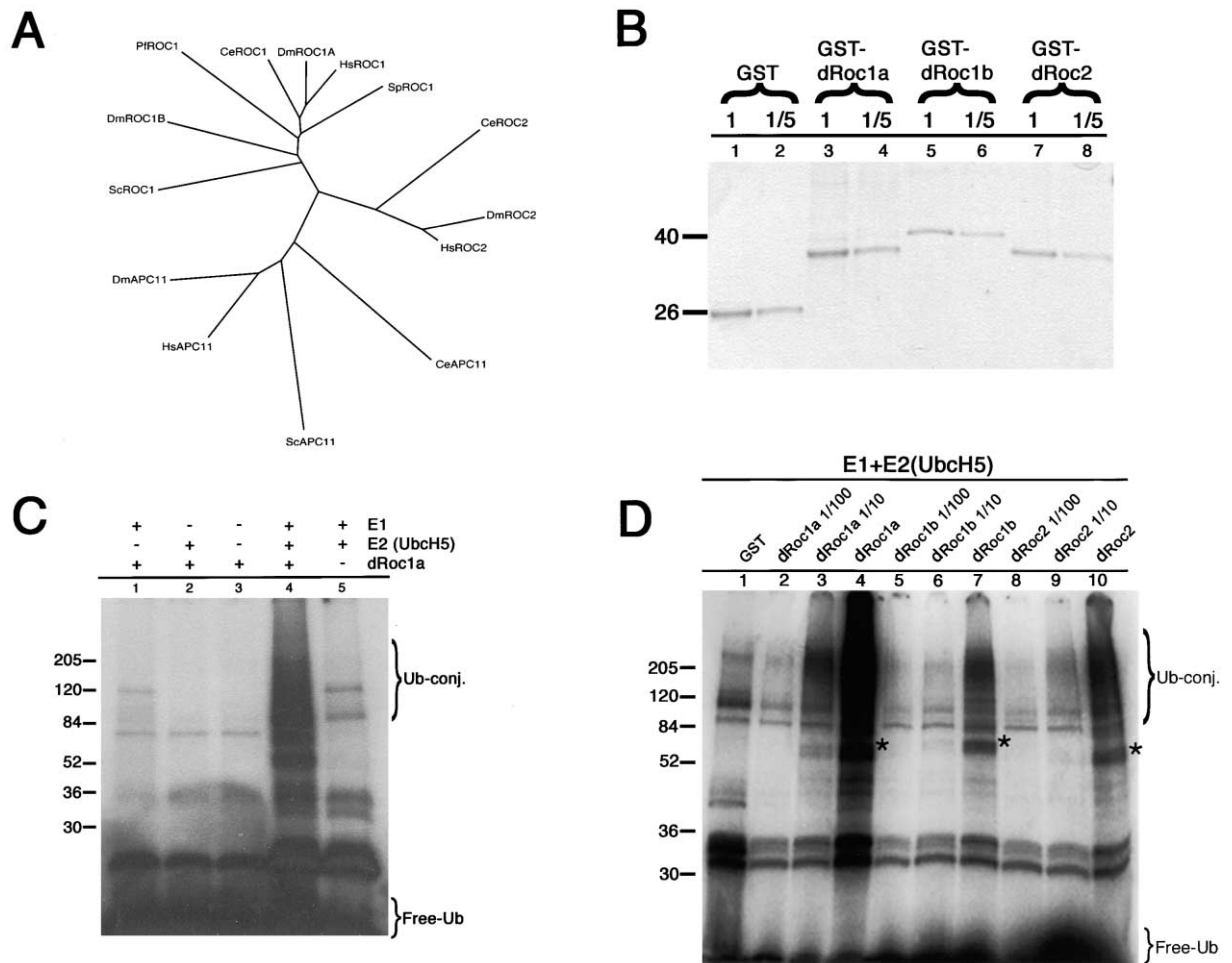 A
PfROC1
CeROC1
DmROC1A
HsROC1
SpROC1
DmROC1B
CeROC2
ScROC1
DmROC2
HsROC2
DmAPC11
HsAPC11
CeAPC11
ScAPC11
B
GST GST-dRoc1a GST-dRoc1b GST-dRoc2
1 1/5 1 1/5 1 1/5 1 1/5
1 2 3 4 5 6 7 8
40
26
C
+ - - + + E1
- + - + + E2 (UbcH5)
+ + + + - dRoc1a
1 2 3 4 5
205
120
84
52
36
30
Ub-conj.
Free-Ub
D
E1+E2(UbcH5)
GST dRoc1a 1/100 dRoc1a 1/10 dRoc1a dRoc1b 1/100 dRoc1b 1/10 dRoc1b dRoc2 1/100 dRoc2 1/10 dRoc2
1 2 3 4 5 6 7 8 9 10
205
120
84
52
36
30
* * *
Ub-conj.
Free-Ub